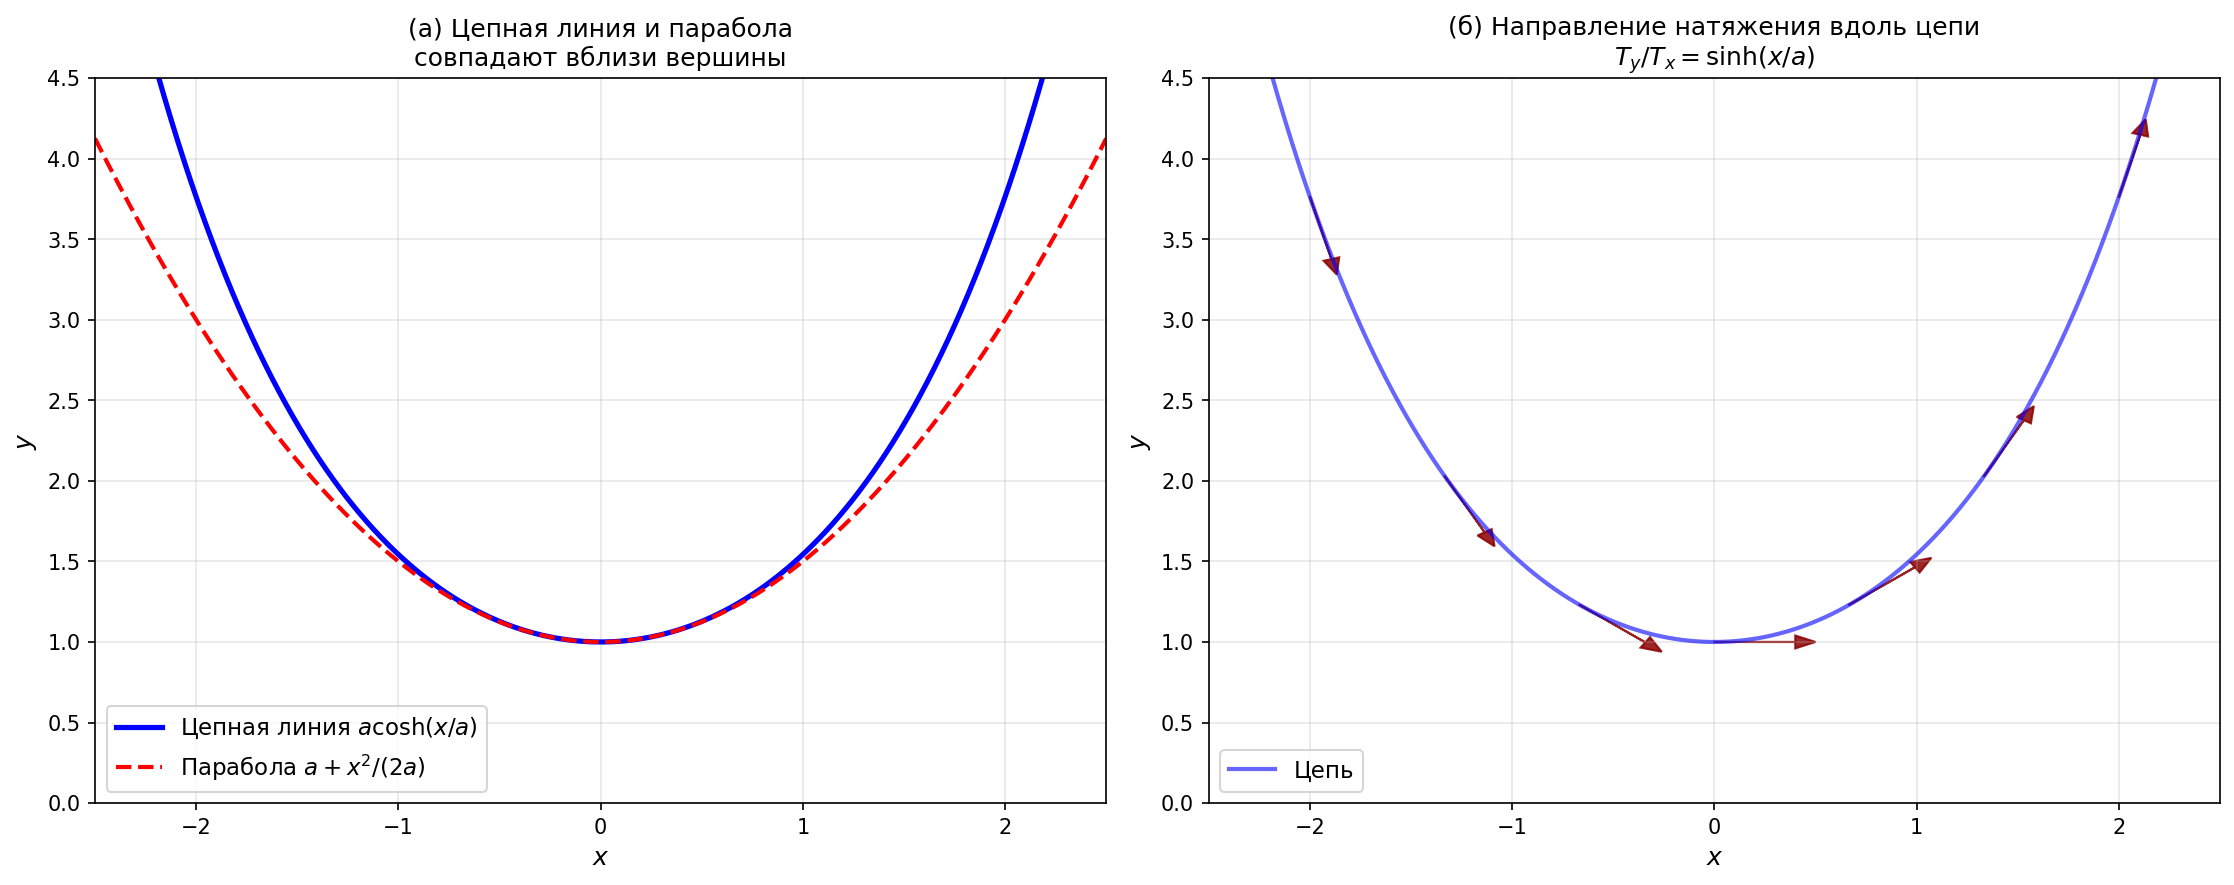 (а) Цепная линия и парабола
совпадают вблизи вершины
4.5
4.0
3.5
3.0
2.5
2.0
1.5
1.0
0.5
0.0
y
−2
−1
0
1
2
x
Цепная линия a cosh(x/a)
Парабола a + x²/(2a)
(б) Направление натяжения вдоль цепи
T_y/T_x = sinh(x/a)
4.5
4.0
3.5
3.0
2.5
2.0
1.5
1.0
0.5
0.0
y
−2
−1
0
1
2
x
Цепь